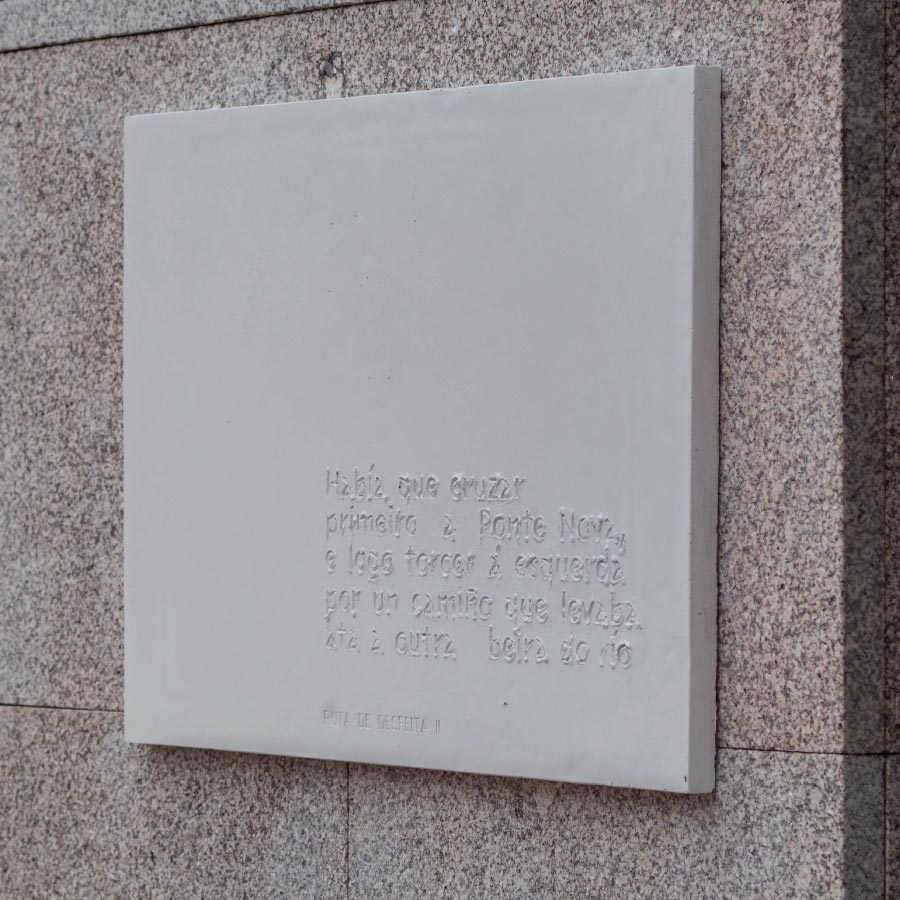 Había que cruzar
primeiro a Ponte Nova,
e logo torcer á esquerda
por un camiño que levaba
ata a outra beira do río
RUTA DE DESFEITA II